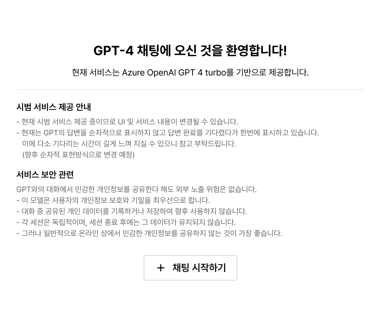 GPT-4 채팅에 오신 것을 환영합니다!
현재 서비스는 Azure OpenAI GPT 4 turbo를 기반으로 제공합니다.
시범 서비스 제공 안내
- 현재 시범 서비스 제공 중이므로 UI 및 서비스 내용이 변경될 수 있습니다.
- 현재는 GPT의 답변을 순차적으로 표시하지 않고 답변 완료를 기다렸다가 한번에 표시하고 있습니다.
이에 다소 기다리는 시간이 길게 느껴 지실 수 있으니 참고 부탁드립니다.
(향후 순차적 표현방식으로 변경 예정)
서비스 보안 관련
GPT와의 대화에서 민감한 개인정보를 공유한다 해도 외부 노출 위험은 없습니다.
- 이 모델은 사용자의 개인정보 보호와 기밀을 최우선으로 합니다.
- 대화 중 공유된 개인 데이터를 기록하거나 저장하여 향후 사용하지 않습니다.
- 각 세션은 독립적이며, 세션 종료 후에는 그 데이터가 유지되지 않습니다.
- 그러나 일반적으로 온라인 상에서 민감한 개인정보를 공유하지 않는 것이 가장 좋습니다.
+ 채팅 시작하기